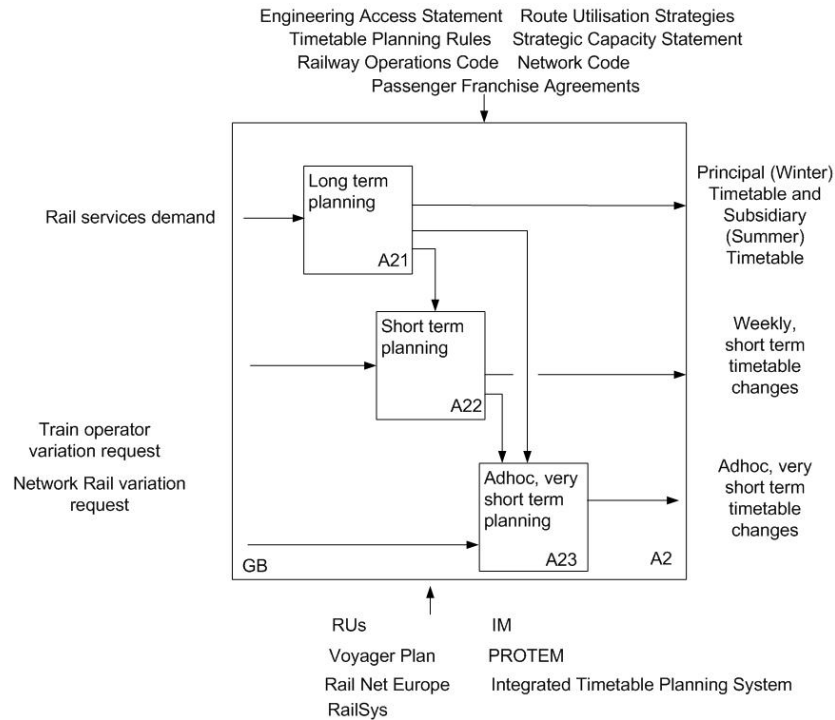 Engineering Access Statement Route Utilisation Strategies
Timetable Planning Rules Strategic Capacity Statement
Railway Operations Code Network Code
Passenger Franchise Agreements
Rail services demand
Long term
planning
A21
Principal (Winter)
Timetable and
Subsidiary
(Summer)
Timetable
Short term
planning
A22
Weekly,
short term
timetable
changes
Train operator
variation request
Network Rail variation
request
Adhoc, very
short term
planning
A23
Adhoc, very
short term
timetable
changes
GB
A2
RUs IM
Voyager Plan PROTEM
Rail Net Europe Integrated Timetable Planning System
RailSys